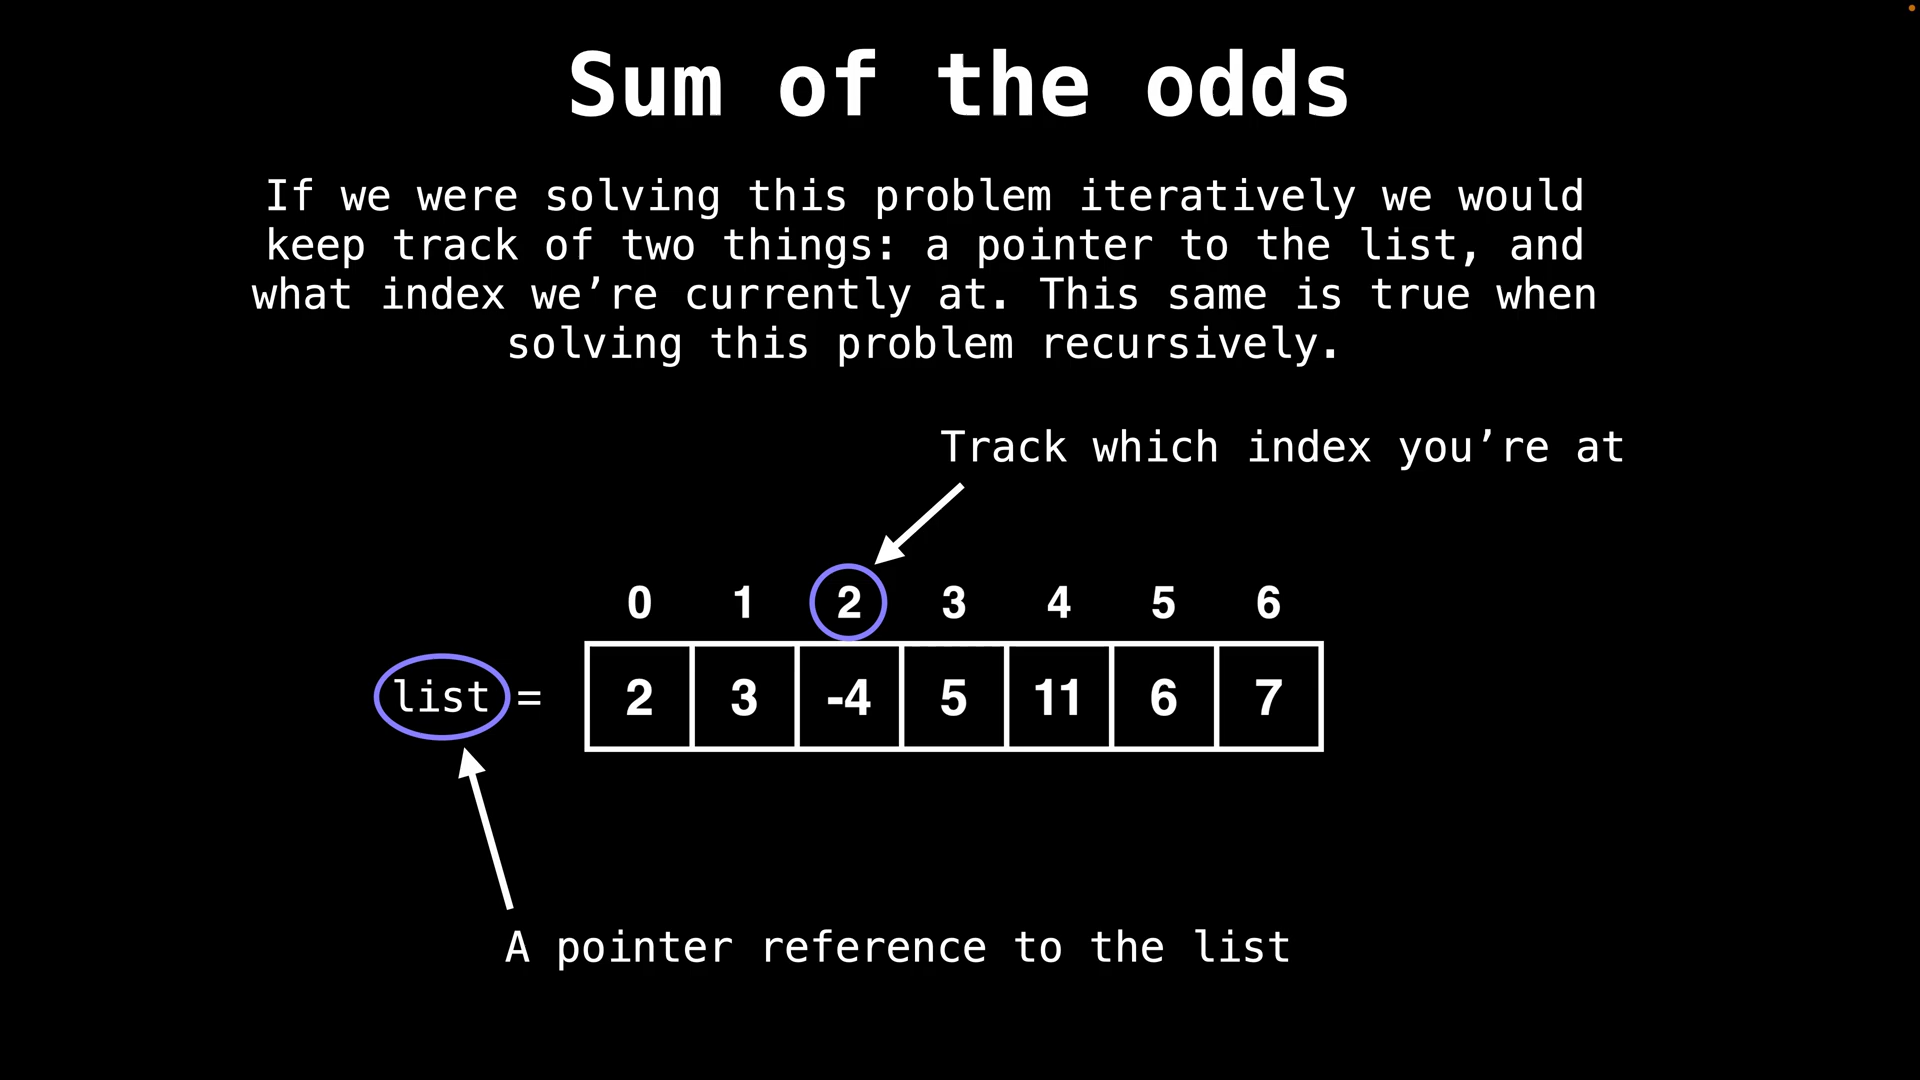 Sum of the odds
If we were solving this problem iteratively we would
keep track of two things: a pointer to the list, and
what index we’re currently at. This same is true when
solving this problem recursively.
Track which index you’re at
0 1 2 3 4 5 6
list = 2 3 -4 5 11 6 7
A pointer reference to the list